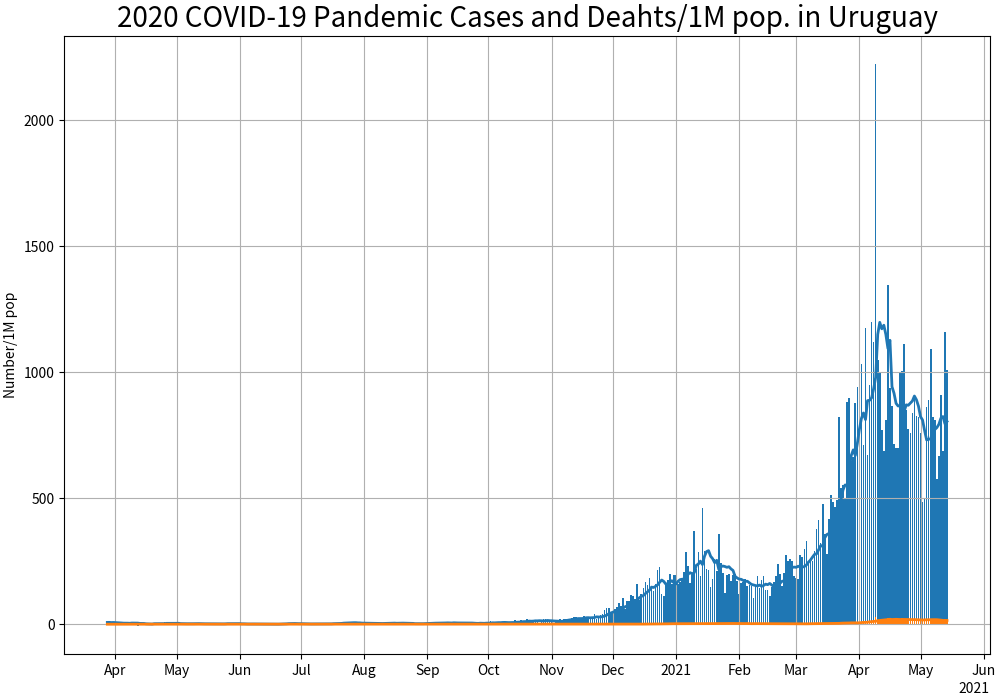 2020 COVID-19 Pandemic Cases and Deahts/1M pop. in Uruguay
Number/1M pop
2000
1500
1000
500
0
Apr May Jun Jul Aug Sep Oct Nov Dec 2021 Feb Mar Apr May Jun
2021